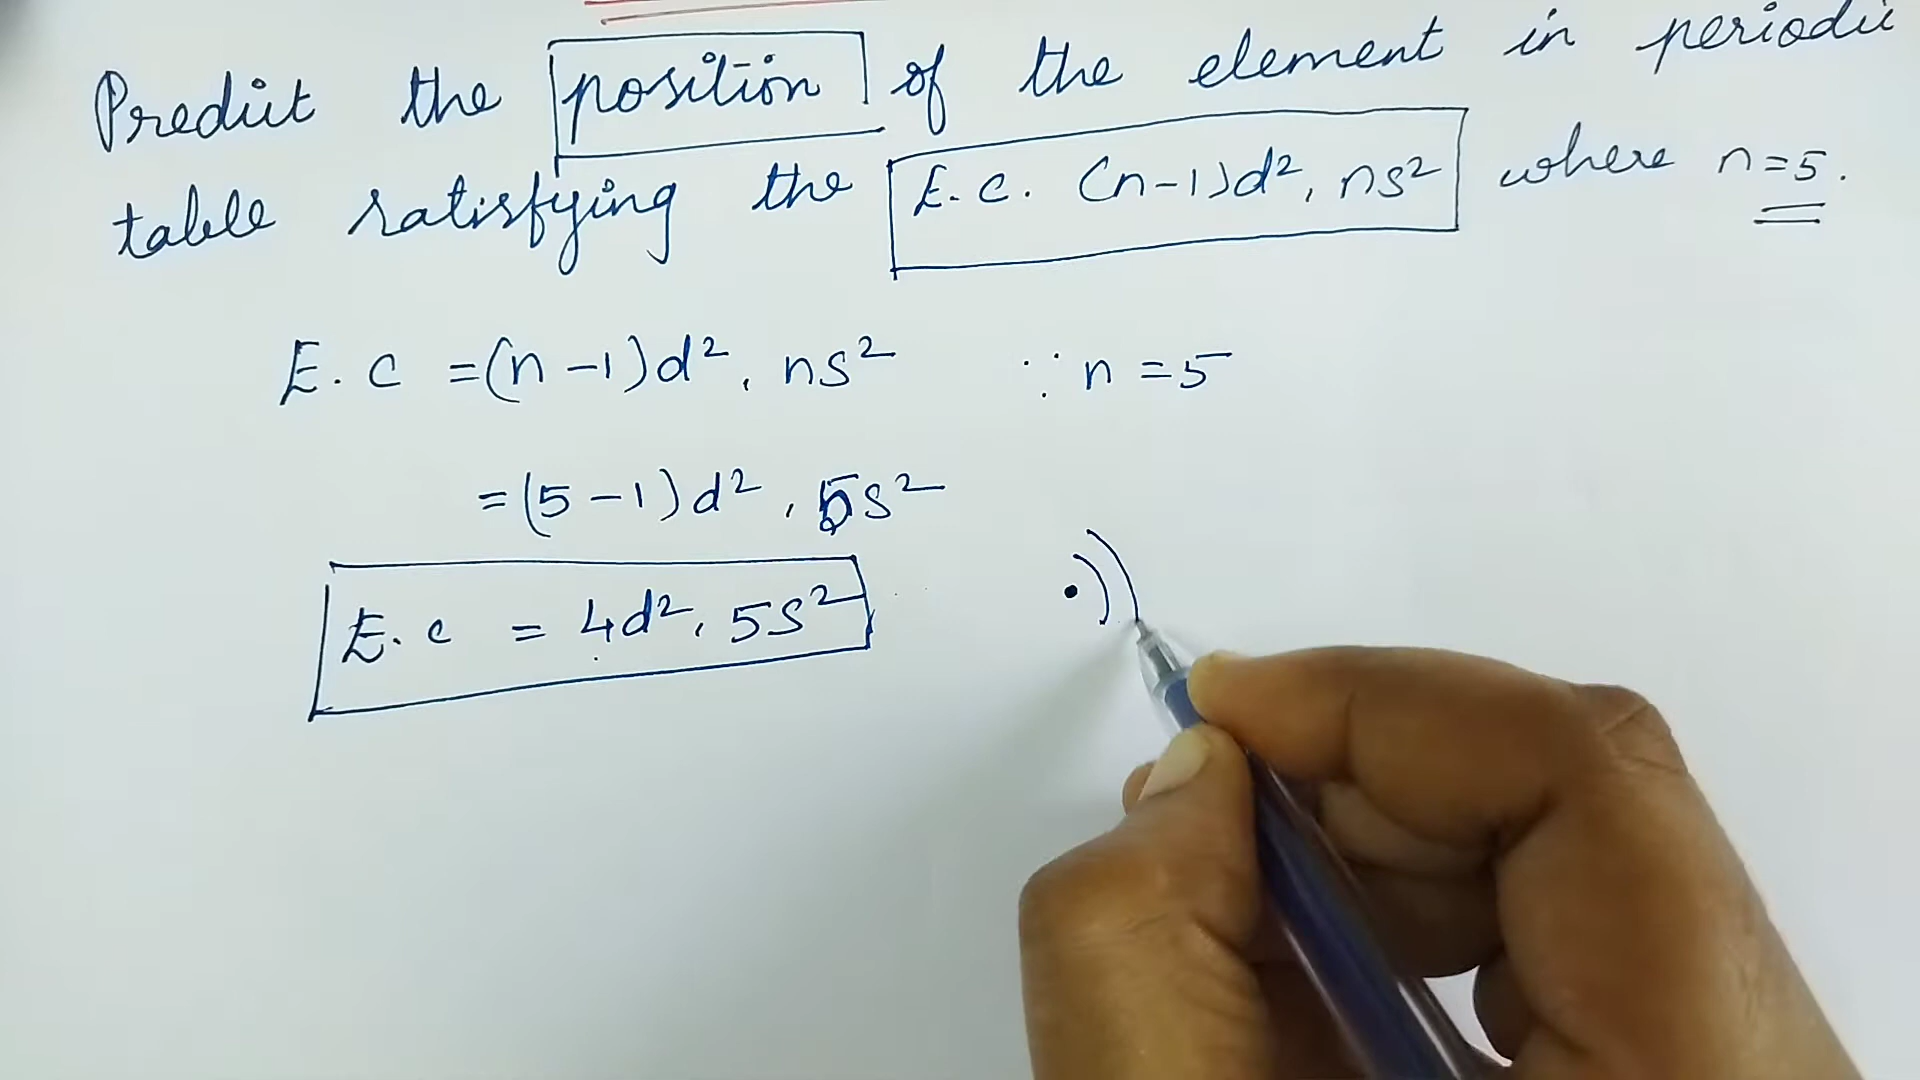 Predict the position of the element in periodic
table satisfying the E.C. (n-1)d², ns² where n=5.
E.C = (n-1)d², ns² ∵ n = 5
= (5-1)d², 5s²
E.C = 4d², 5s²